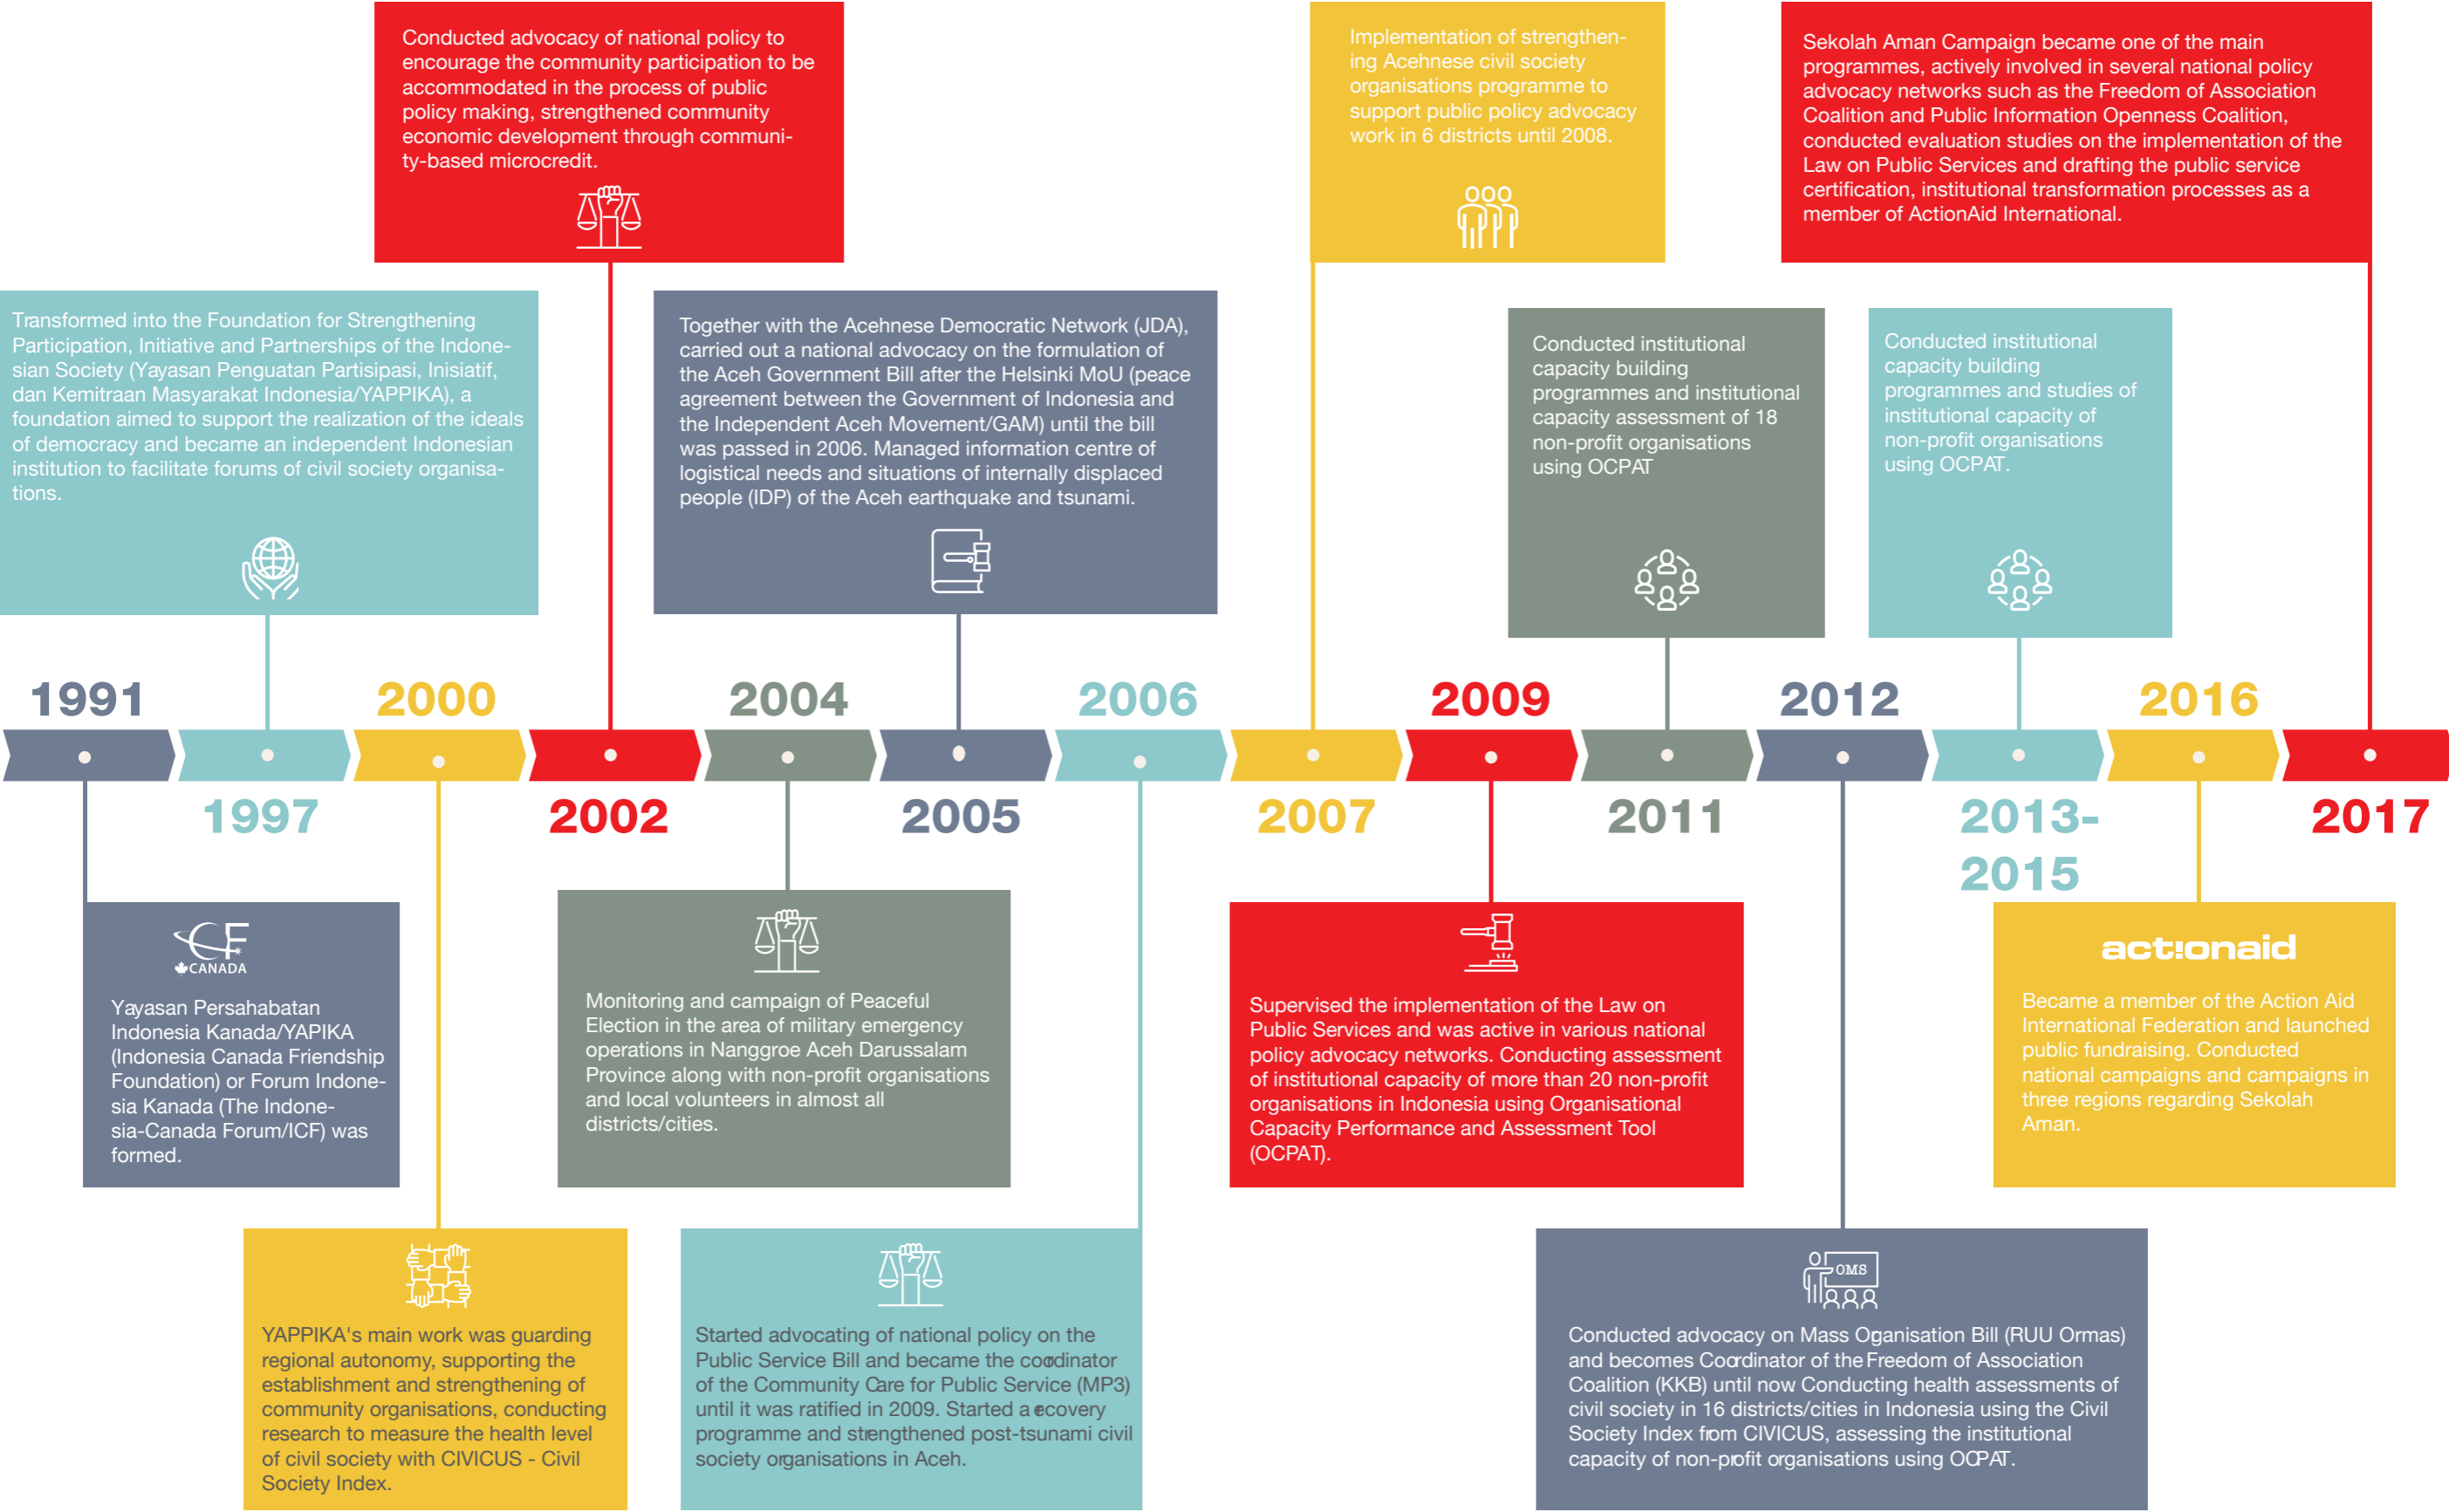 Conducted advocacy of national policy to
encourage the community participation to be
accommodated in the process of public
policy making, strengthened community
economic development through communi-
ty-based microcredit.
Implementation of strengthen-
ing Acehnese civil society
organisations programme to
support public policy advocacy
work in 6 districts until 2008.
Sekolah Aman Campaign became one of the main
programmes, actively involved in several national policy
advocacy networks such as the Freedom of Association
Coalition and Public Information Openness Coalition,
conducted evaluation studies on the implementation of the
Law on Public Services and drafting the public service
certification, institutional transformation processes as a
member of ActionAid International.
Transformed into the Foundation for Strengthening
Participation, Initiative and Partnerships of the Indone-
sian Society (Yayasan Penguatan Partisipasi, Inisiatif,
dan Kemitraan Masyarakat Indonesia/YAPPIKA), a
foundation aimed to support the realization of the ideals
of democracy and became an independent Indonesian
institution to facilitate forums of civil society organisa-
tions.
Together with the Acehnese Democratic Network (JDA),
carried out a national advocacy on the formulation of
the Aceh Government Bill after the Helsinki MoU (peace
agreement between the Government of Indonesia and
the Independent Aceh Movement/GAM) until the bill
was passed in 2006. Managed information centre of
logistical needs and situations of internally displaced
people (IDP) of the Aceh earthquake and tsunami.
Conducted institutional
capacity building
programmes and institutional
capacity assessment of 18
non-profit organisations
using OCPAT
Conducted institutional
capacity building
programmes and studies of
institutional capacity of
non-profit organisations
using OCPAT.
1991
2000
2004
2006
2009
2012
2016
1997
2002
2005
2007
2011
2013-
2015
2017
CF
CANADA
Yayasan Persahabatan
Indonesia Kanada/YAPIKA
(Indonesia Canada Friendship
Foundation) or Forum Indone-
sia Kanada (The Indone-
sia-Canada Forum/ICF) was
formed.
Monitoring and campaign of Peaceful
Election in the area of military emergency
operations in Nanggroe Aceh Darussalam
Province along with non-profit organisations
and local volunteers in almost all
districts/cities.
Supervised the implementation of the Law on
Public Services and was active in various national
policy advocacy networks. Conducting assessment
of institutional capacity of more than 20 non-profit
organisations in Indonesia using Organisational
Capacity Performance and Assessment Tool
(OCPAT).
act:onaid
Became a member of the Action Aid
International Federation and launched
public fundraising. Conducted
national campaigns and campaigns in
three regions regarding Sekolah
Aman.
YAPPIKA's main work was guarding
regional autonomy, supporting the
establishment and strengthening of
community organisations, conducting
research to measure the health level
of civil society with CIVICUS - Civil
Society Index.
Started advocating of national policy on the
Public Service Bill and became the coordinator
of the Community Care for Public Service (MP3)
until it was ratified in 2009. Started a recovery
programme and strengthened post-tsunami civil
society organisations in Aceh.
OMS
Conducted advocacy on Mass Organisation Bill (RUU Ormas)
and becomes Coordinator of the Freedom of Association
Coalition (KKB) until now Conducting health assessments of
civil society in 16 districts/cities in Indonesia using the Civil
Society Index from CIVICUS, assessing the institutional
capacity of non-profit organisations using OCPAT.